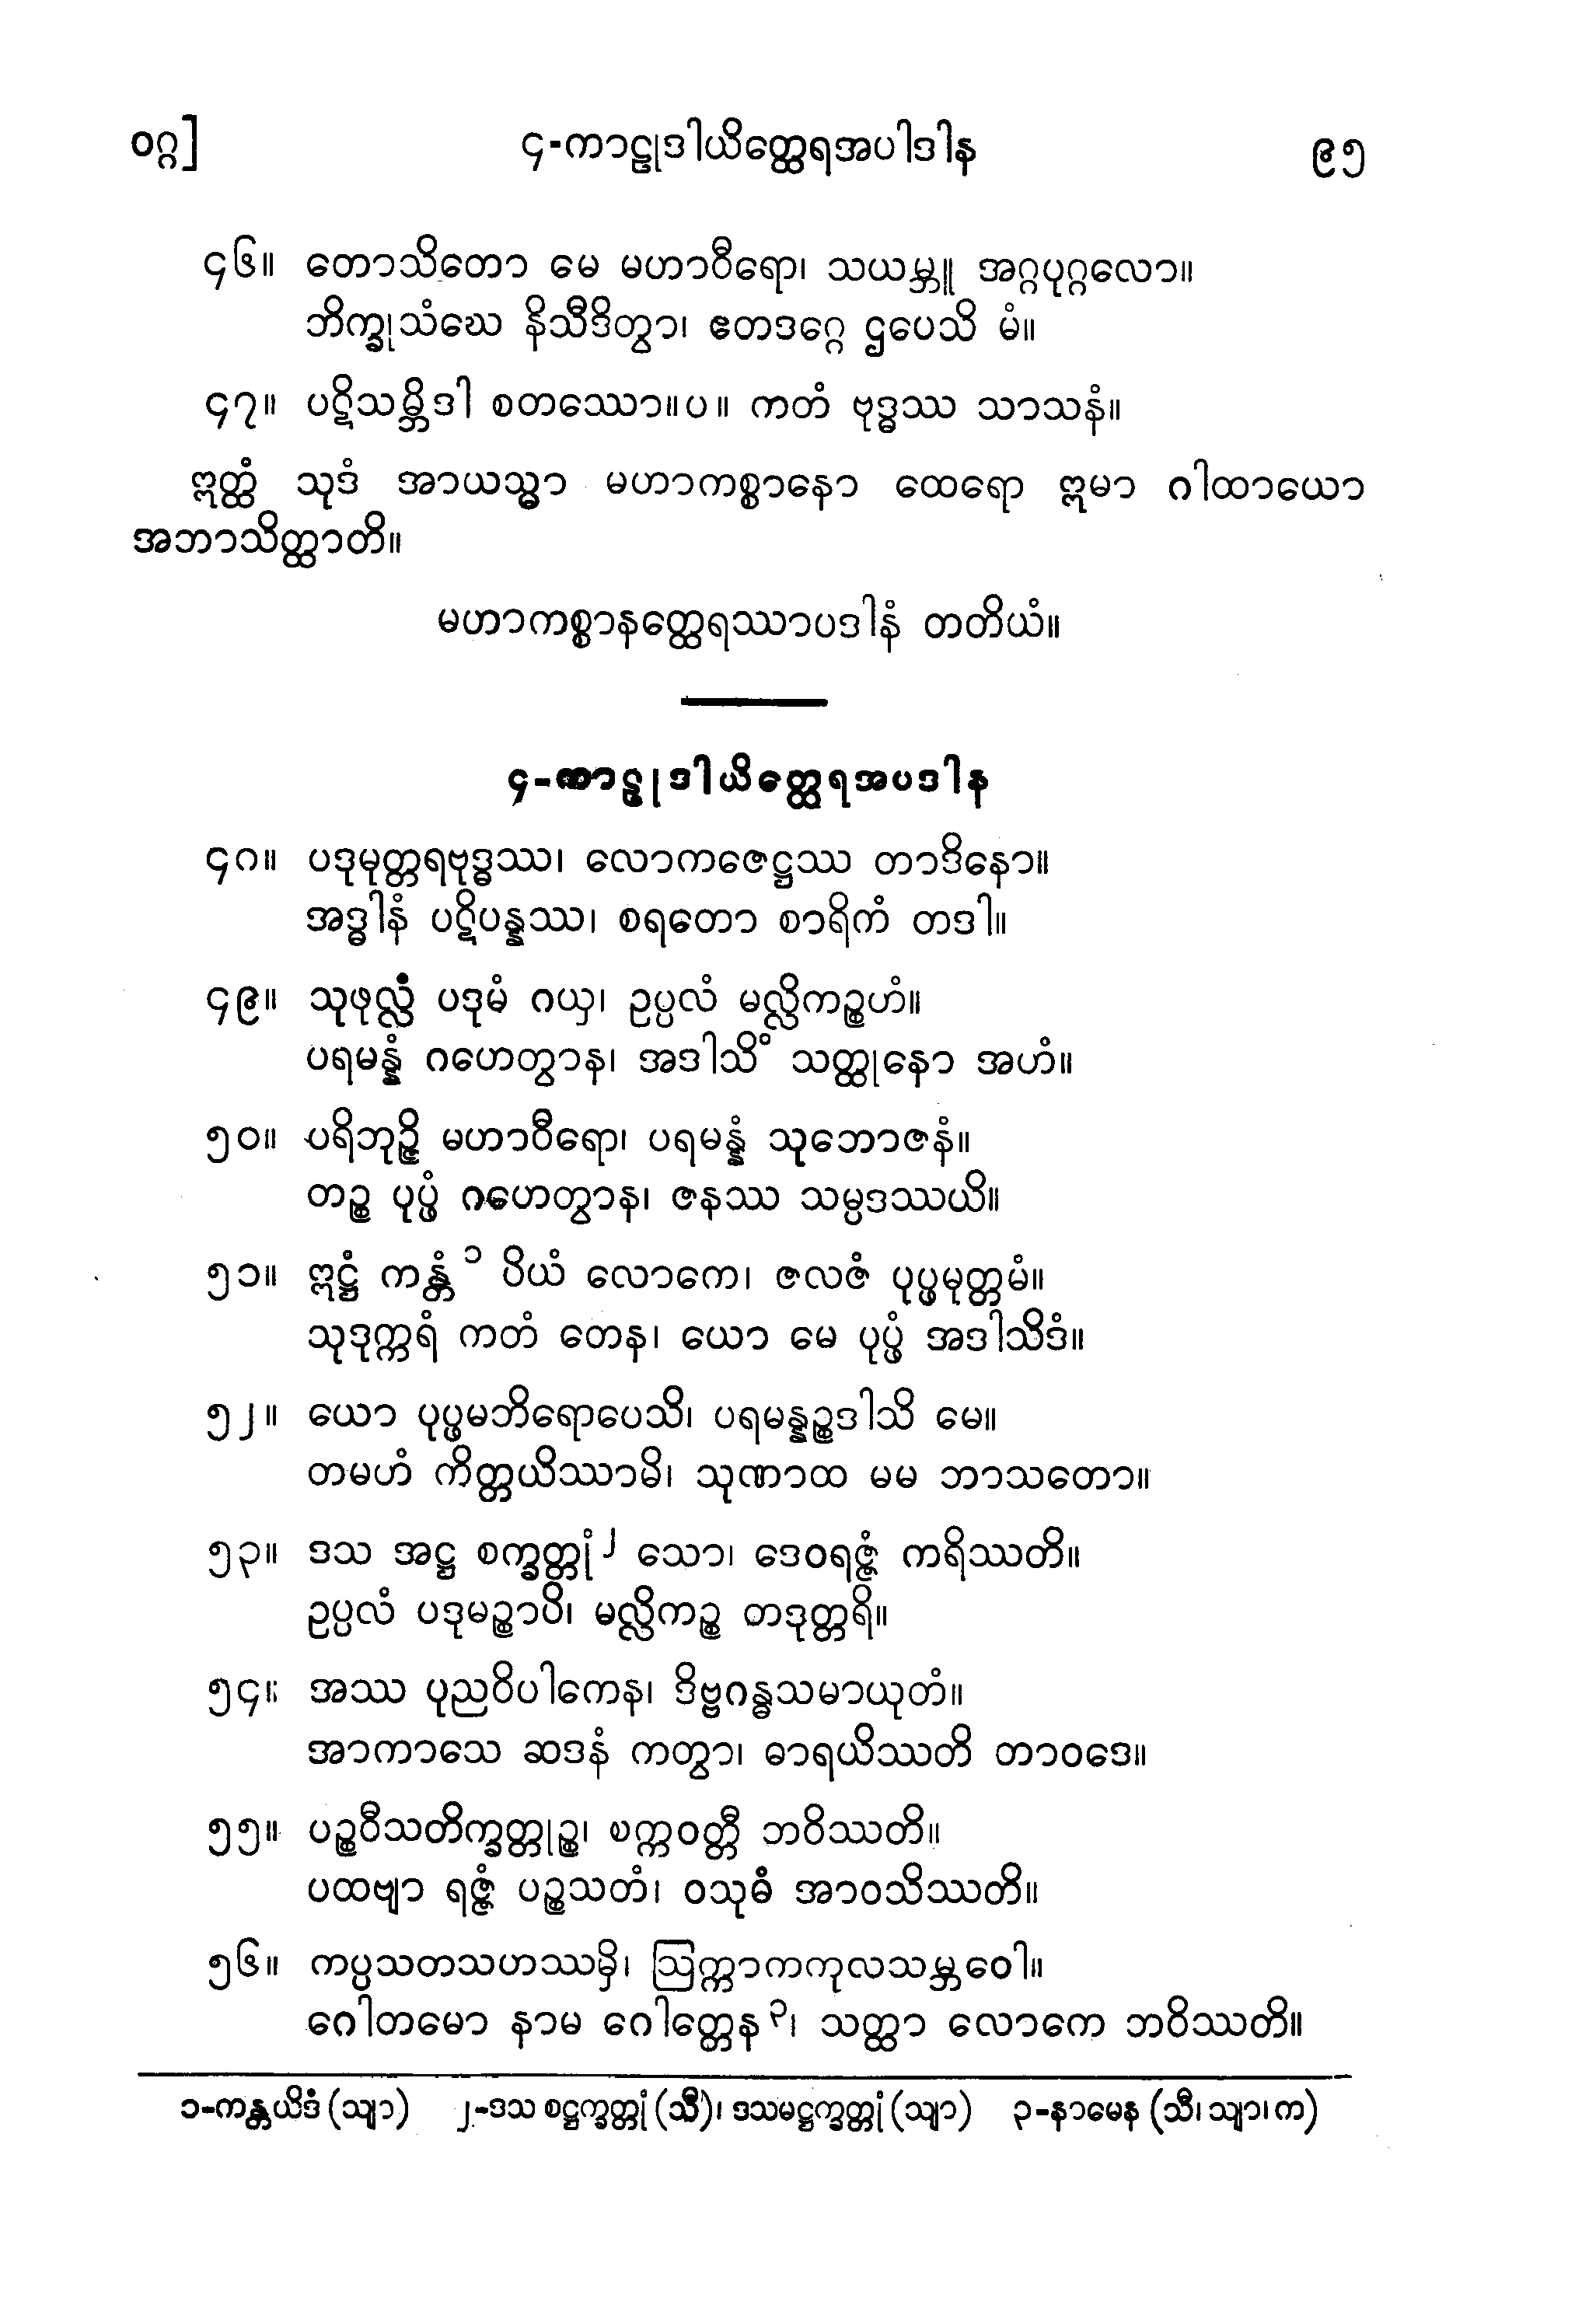 ဝဂ္ဂ] ၄-ကာဠုဒါယိတ္ထေရအပါဒါန ၉၅
၄၆။ တောသိတော မေ မဟာဝီရော၊ သယမ္ဘူ အဂ္ဂပုဂ္ဂလော။
ဘိက္ခုသံဃေ နိသီဒိတွာ၊ ဧတဒဂ္ဂေ ဌပေသိ မံ။
၄၇။ ပဋိသမ္ဘိဒါ စတဿော။ပ။ ကတံ ဗုဒ္ဓဿ သာသနံ။
ဣတ္ထံ သုဒံ အာယသ္မာ မဟာကစ္စာနော ထေရော ဣမာ ဂါထာယော
အဘာသိတ္ထာတိ။
မဟာကစ္စာနတ္ထေရဿာပဒါနံ တတိယံ။
၄-ကာဠုဒါယိတ္ထေရအပဒါန
၄ဂ။ ပဒုမုတ္တရဗုဒ္ဓဿ၊ လောကဇေဋ္ဌဿ တာဒိနော။
အဒ္ဓါနံ ပဋိပန္နဿ၊ စရတော စာရိကံ တဒါ။
၄၉။ သုဖုလ္လံ ပဒုမံ ဂယှ၊ ဥပ္ပလံ မလ္လိကဉ္စဟံ။
ပရမန္နံ ဂဟေတွာန၊ အဒါသိံ သတ္ထုနော အဟံ။
၅၀။ ပရိဘုဉ္ဇိ မဟာဝီရော၊ ပရမန္နံ သုဘောဇနံ။
တဉ္စ ပုပ္ဖံ ဂဟေတွာန၊ ဇနဿ သမ္ပဒဿယိ။
၅၁။ ဣဋ္ဌံ ကန္တံ ၁ ပိယံ လောကေ၊ ဇလဇံ ပုပ္ဖမုတ္တမံ။
သုဒုက္ကရံ ကတံ တေန၊ ယော မေ ပုပ္ဖံ အဒါသိဒံ။
၅၂။ ယော ပုပ္ဖမဘိရောပေသိ၊ ပရမန္နဉ္စဒါသိ မေ။
တမဟံ ကိတ္တယိဿာမိ၊ သုဏာထ မမ ဘာသတော။
၅၃။ ဒသ အဋ္ဌ စက္ခတ္တုံ၂ သော၊ ဒေဝရဇ္ဇံ ကရိဿတိ။
ဥပ္ပလံ ပဒုမဉ္စာပိ၊ မလ္လိကဉ္စ တဒုတ္တရိ။
၅၄။ အဿ ပုညဝိပါကေန၊ ဒိဗ္ဗဂန္ဓသမာယုတံ။
အာကာသေ ဆဒနံ ကတွာ၊ ဓာရယိဿတိ တာဝဒေ။
၅၅။ ပဉ္စဝီသတိက္ခတ္တုဉ္စ၊ စက္ကဝတ္တီ ဘဝိဿတိ။
ပထဗျာ ရဇ္ဇံ ပဉ္စသတံ၊ ဝသုဓံ အာဝသိဿတိ။
၅၆။ ကပ္ပသတသဟဿမှိ၊ ဩက္ကာကကုလသမ္ဘဝေါ။
ဂေါတမော နာမ ဂေါတ္တေန၃၊ သတ္ထာ လောကေ ဘဝိဿတိ။
၁-ကန္တယိဒံ (သျာ) ၂-ဒသ စဋ္ဌက္ခတ္တုံ (သီ)၊ ဒသမဋ္ဌက္ခတ္တုံ (သျာ) ၃-နာမေန (သီ၊ သျာ၊ က)